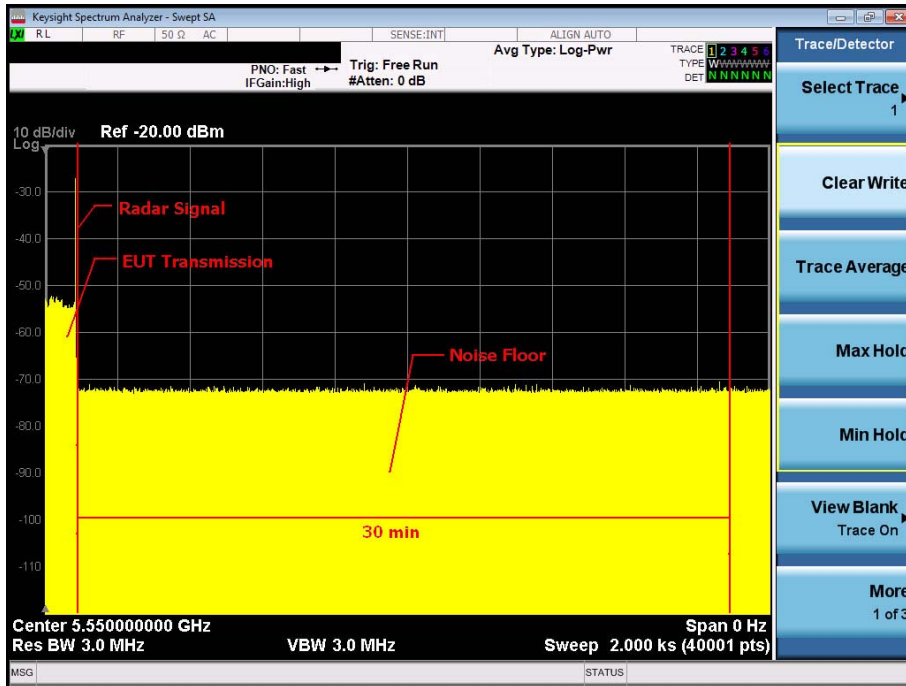 Keysight Spectrum Analyzer - Swept SA
LXI RL RF 50 Ω AC SENSE:INT ALIGN AUTO
Avg Type: Log-Pwr
TRACE 1 2 3 4 5 6
TYPE WWWWWW
DET N N N N N N
PNO: Fast
IFGain:High
Trig: Free Run
#Atten: 0 dB
10 dB/div Ref -20.00 dBm
Log
-30.0
Radar Signal
-40.0
EUT Transmission
-50.0
-60.0
Noise Floor
-70.0
-80.0
-90.0
-100
30 min
-110
Center 5.550000000 GHz Span 0 Hz
Res BW 3.0 MHz VBW 3.0 MHz Sweep 2.000 ks (40001 pts)
MSG STATUS
Trace/Detector
Select Trace
1
Clear Write
Trace Average
Max Hold
Min Hold
View Blank
Trace On
More
1 of 3